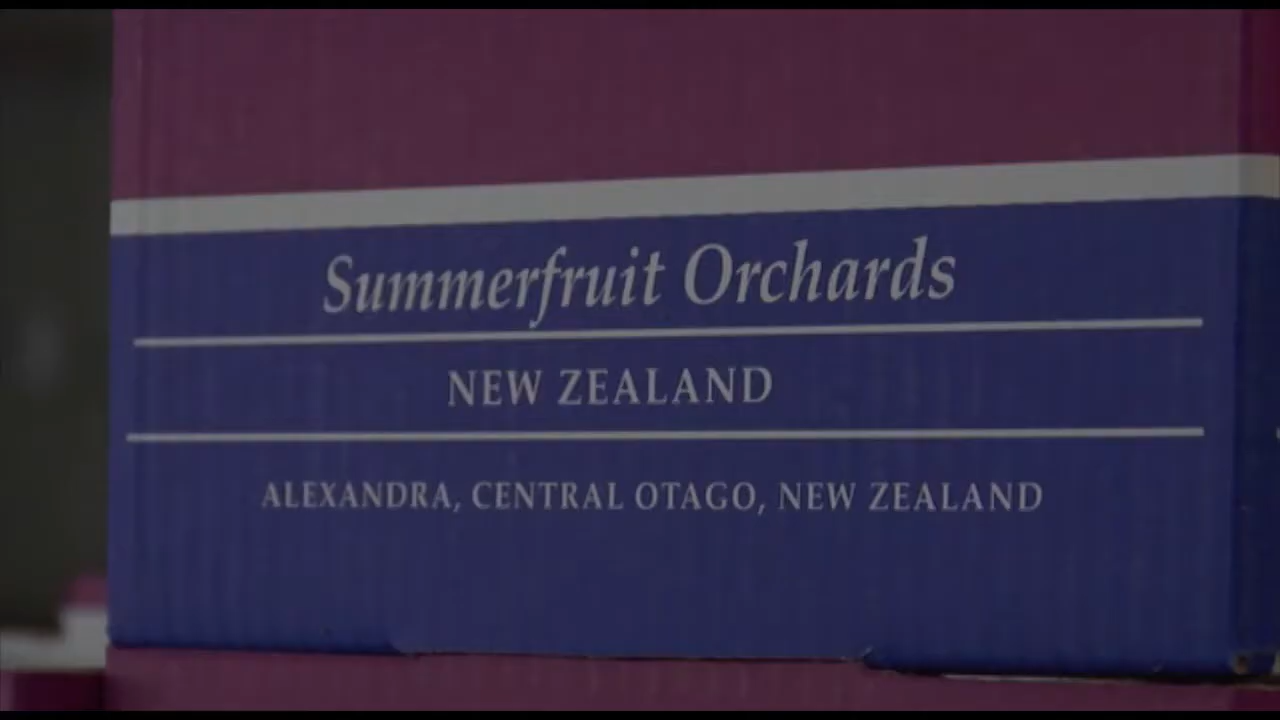 Summerfruit Orchards
NEW ZEALAND
ALEXANDRA, CENTRAL OTAGO, NEW ZEALAND